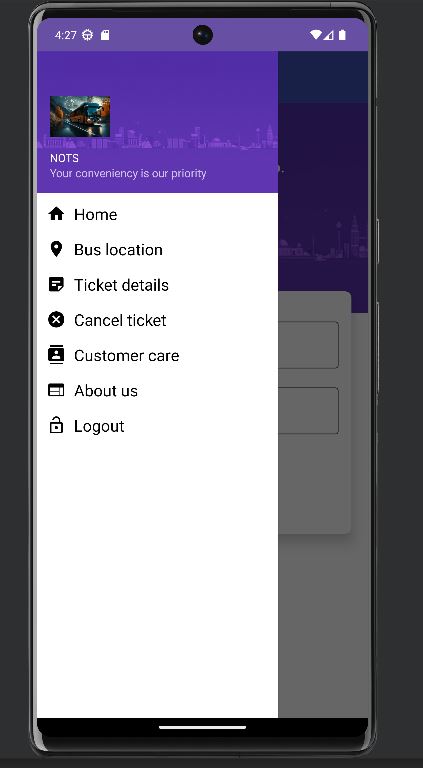 4:27
NOTS
Your conveniency is our priority
Home
Bus location
Ticket details
Cancel ticket
Customer care
About us
Logout